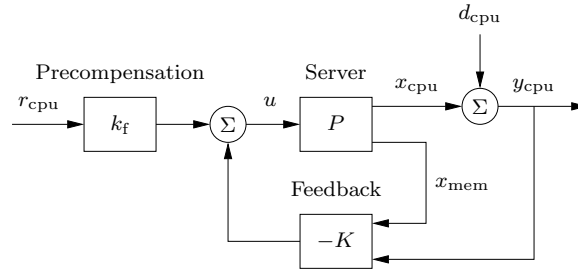 d_cpu
Precompensation
Server
r_cpu
k_f
Σ
u
P
x_cpu
Σ
y_cpu
x_mem
Feedback
−K